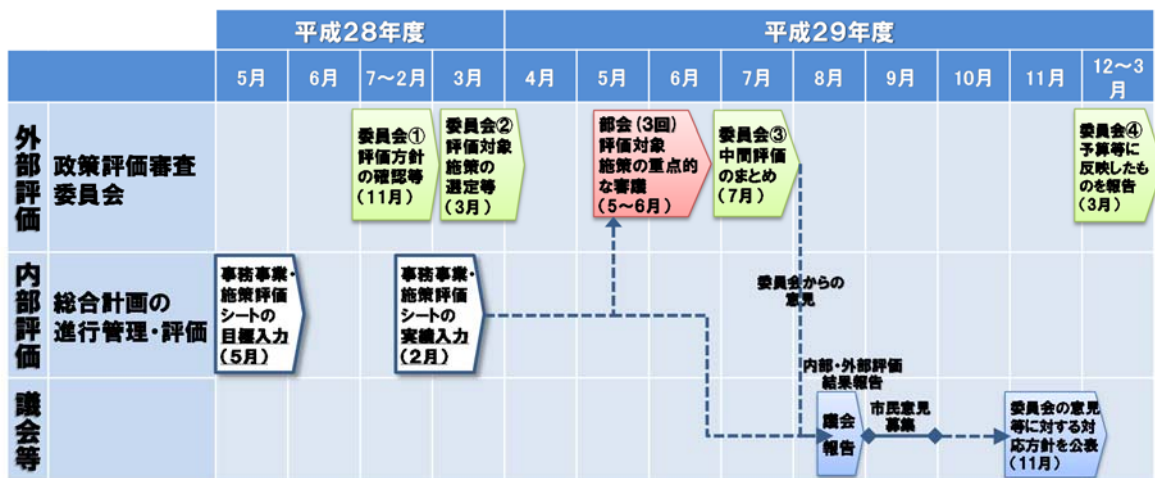 平成28年度
平成29年度
5月
6月
7～2月
3月
4月
5月
6月
7月
8月
9月
10月
11月
12～3
月
外部評価
政策評価審査
委員会
委員会①
評価方針
の確認等
（11月）
委員会②
評価対象
施策の
選定等
（3月）
部会（3回）
評価対象
施策の重点的
な審議
（5～6月）
委員会③
中間評価
のまとめ
（7月）
委員会④
予算等に
反映したも
のを報告
（3月）
内部評価
総合計画の
進行管理・評価
事務事業・
施策評価
シートの
目標入力
（5月）
事務事業・
施策評価
シートの
実績入力
（2月）
委員会からの
意見
議会等
内部・外部評価
結果報告
議会
報告
市民意見
募集
委員会の意見
等に対する対
応方針を公表
（11月）